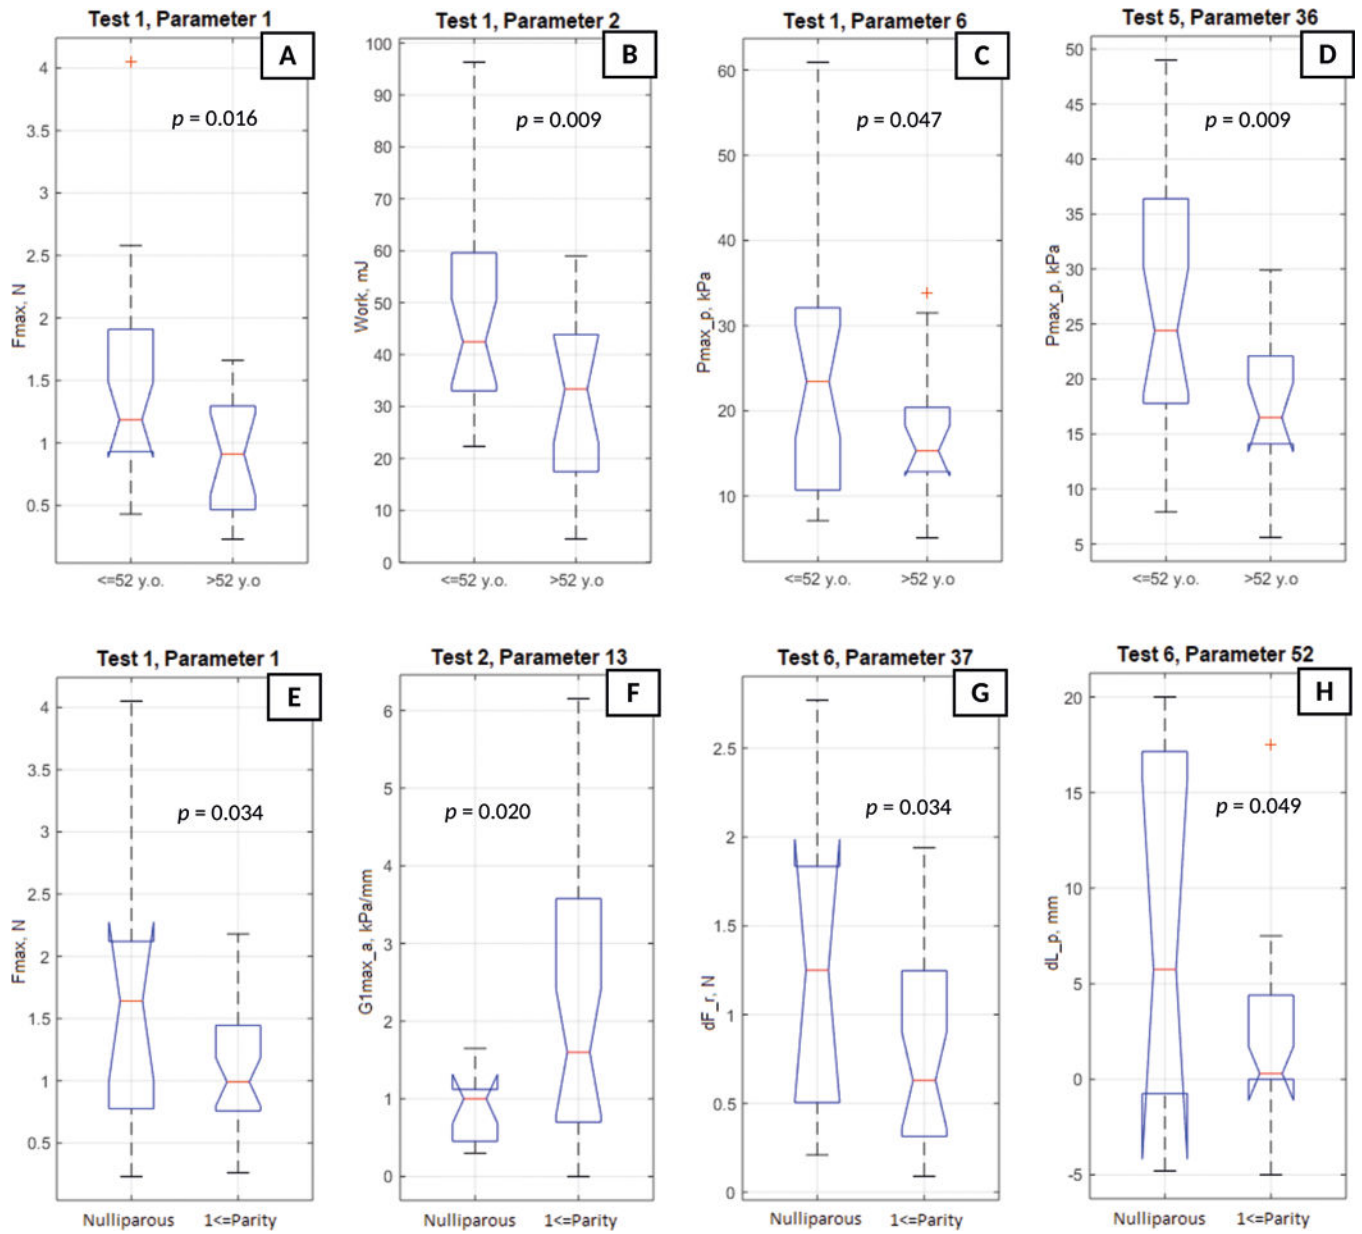 Test 1, Parameter 1
A
p = 0.016
Fmax, N
4
3.5
3
2.5
2
1.5
1
0.5
<=52 y.o.
>52 y.o
Test 1, Parameter 2
B
p = 0.009
Work, mJ
100
90
80
70
60
50
40
30
20
10
0
<=52 y.o.
>52 y.o.
Test 1, Parameter 6
C
p = 0.047
Pmax_p, kPa
60
50
40
30
20
10
<=52 y.o.
>52 y.o.
Test 5, Parameter 36
D
p = 0.009
Pmax_p, kPa
50
45
40
35
30
25
20
15
10
5
<=52 y.o.
>52 y.o
Test 1, Parameter 1
E
p = 0.034
Fmax, N
4
3.5
3
2.5
2
1.5
1
0.5
Nulliparous
1<=Parity
Test 2, Parameter 13
F
p = 0.020
G1max_a, kPa/mm
6
5
4
3
2
1
0
Nulliparous
1<=Parity
Test 6, Parameter 37
G
p = 0.034
dF_r, N
2.5
2
1.5
1
0.5
0
Nulliparous
1<=Parity
Test 6, Parameter 52
H
p = 0.049
dL_p, mm
20
15
10
5
0
-5
Nulliparous
1<=Parity